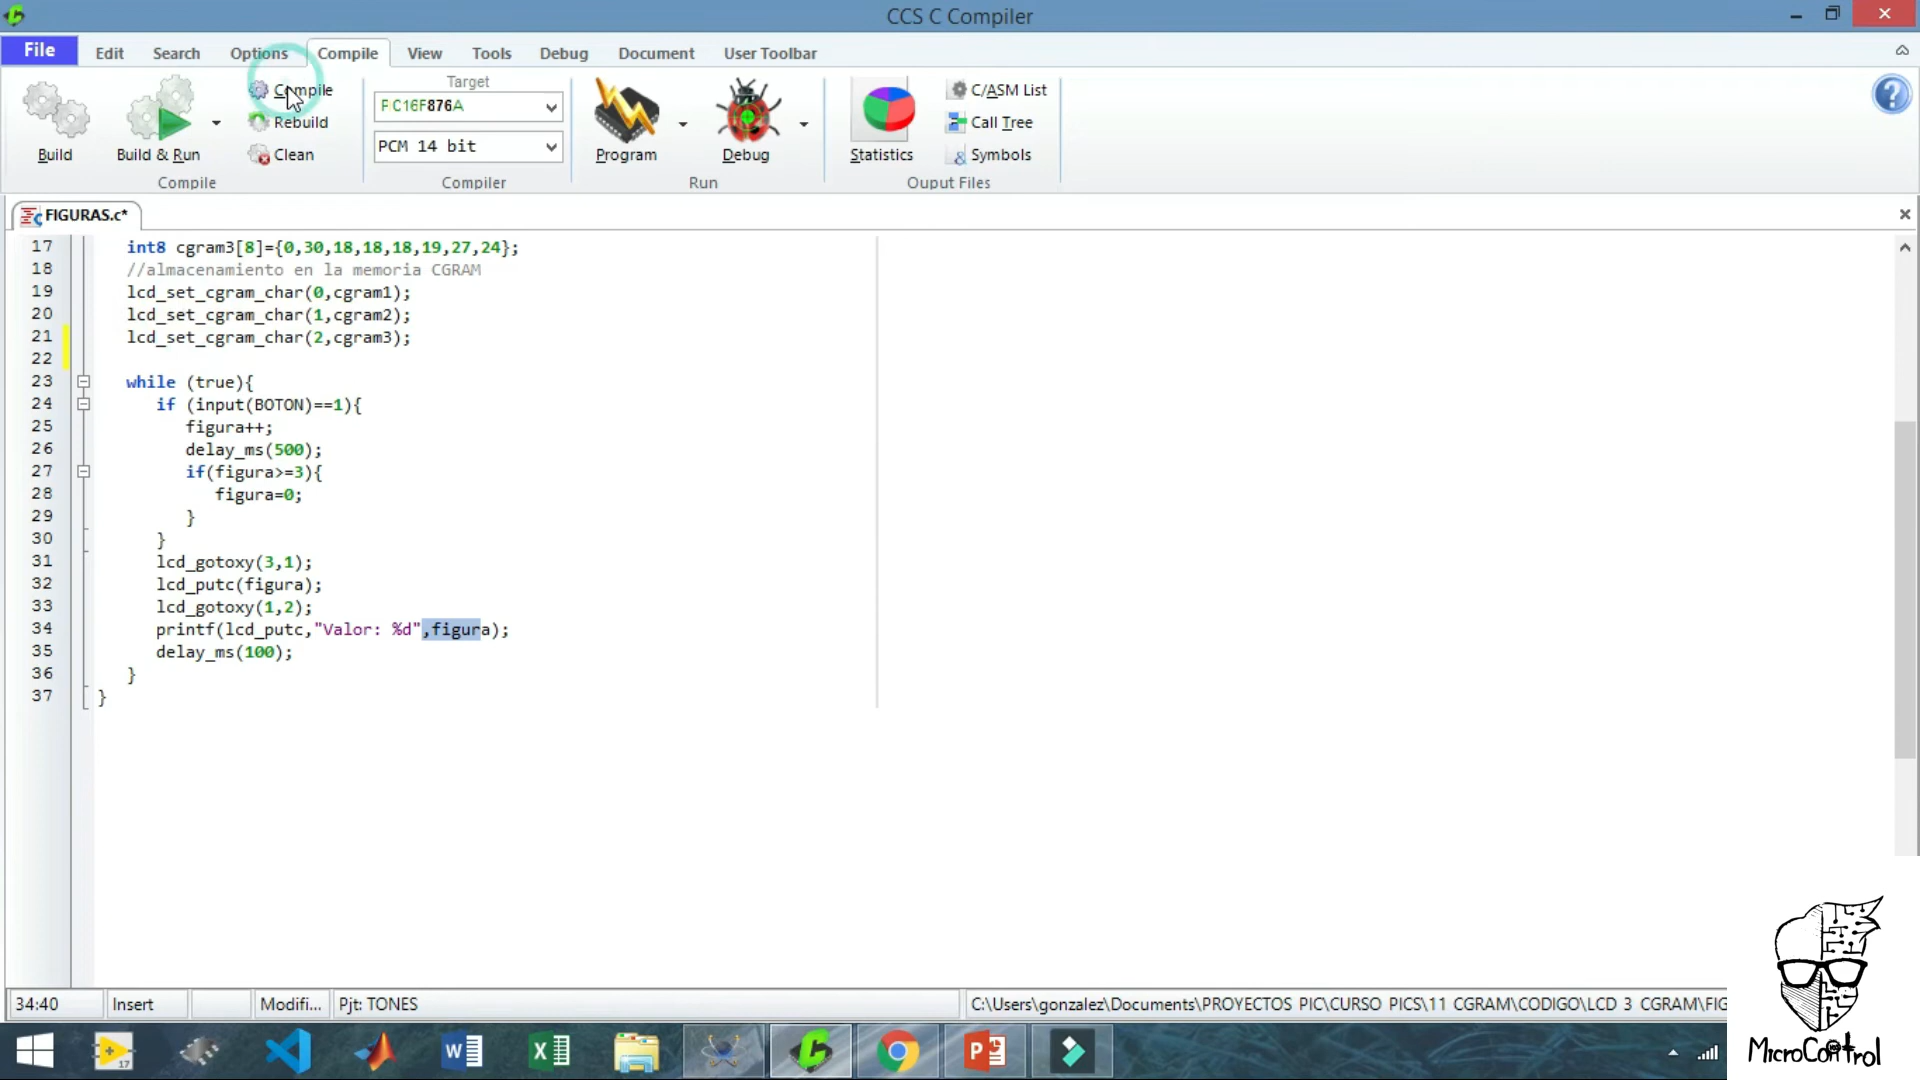 CCS C Compiler
File Edit Search Options Compile View Tools Debug Document User Toolbar
Build
Build & Run
Compile
Rebuild
Clean
Compile
Target
PIC16F876A
PCM 14 bit
Compiler
Program
Debug
Run
Statistics
C/ASM List
Call Tree
Symbols
Ouput Files
FIGURAS.c*
17 int8 cgram3[8]={0,30,18,18,18,19,27,24};
18 //almacenamiento en la memoria CGRAM
19 lcd_set_cgram_char(0,cgram1);
20 lcd_set_cgram_char(1,cgram2);
21 lcd_set_cgram_char(2,cgram3);
22
23 while (true){
24 if (input(BOTON)==1){
25 figura++;
26 delay_ms(500);
27 if(figura>=3){
28 figura=0;
29 }
30 }
31 lcd_gotoxy(3,1);
32 lcd_putc(figura);
33 lcd_gotoxy(1,2);
34 printf(lcd_putc,"Valor: %d",figura);
35 delay_ms(100);
36 }
37 }
34:40 Insert Modifi... Pjt: TONES C:\Users\gonzalez\Documents\PROYECTOS PIC\CURSO PICS\11 CGRAM\CODIGO\LCD 3 CGRAM\FIG
17
MicroControl